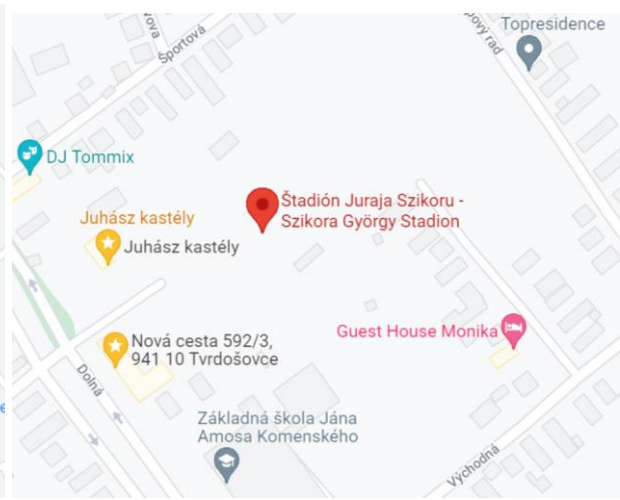 Topresidence
Športová
DJ Tommix
Štadión Juraja Szikoru -
Szikora György Stadion
Juhász kastély
Juhász kastély
Guest House Monika
Nová cesta 592/3,
941 10 Tvrdošovce
Dolná
Základná škola Jána
Amosa Komenského
Východná